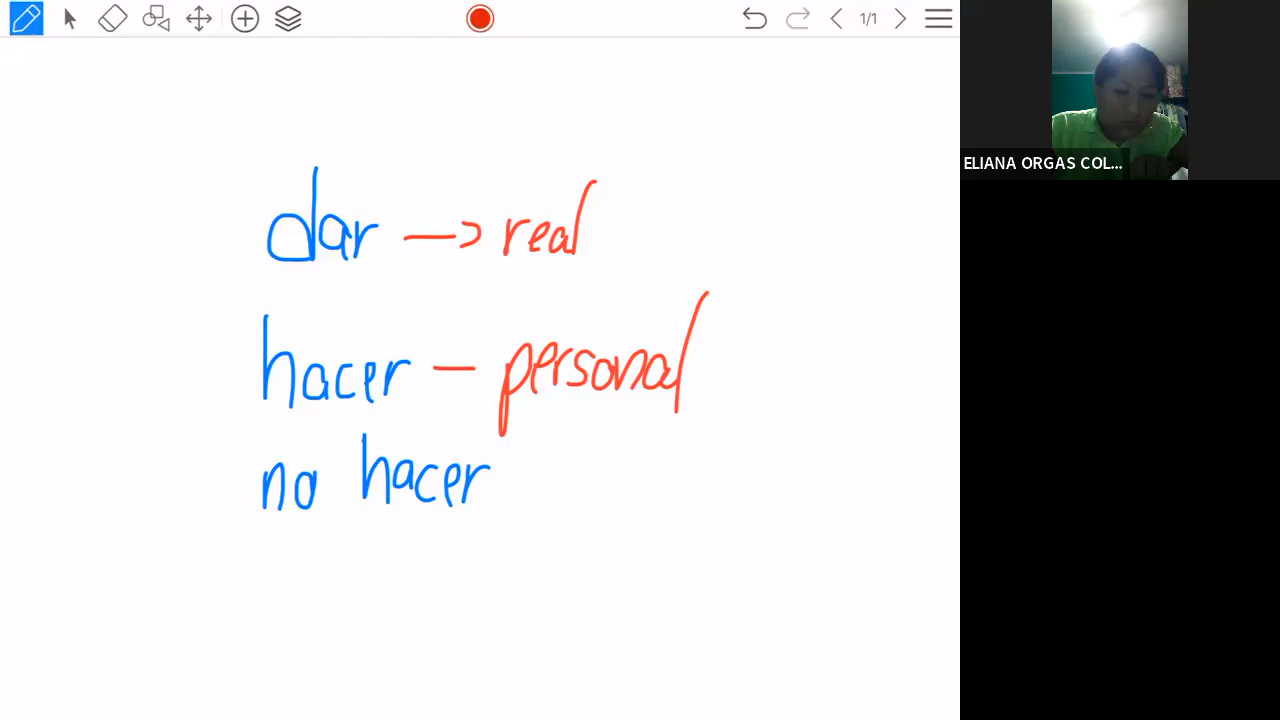 1/1
ELIANA ORGAS COL...
dar → real
hacer — personal
no hacer